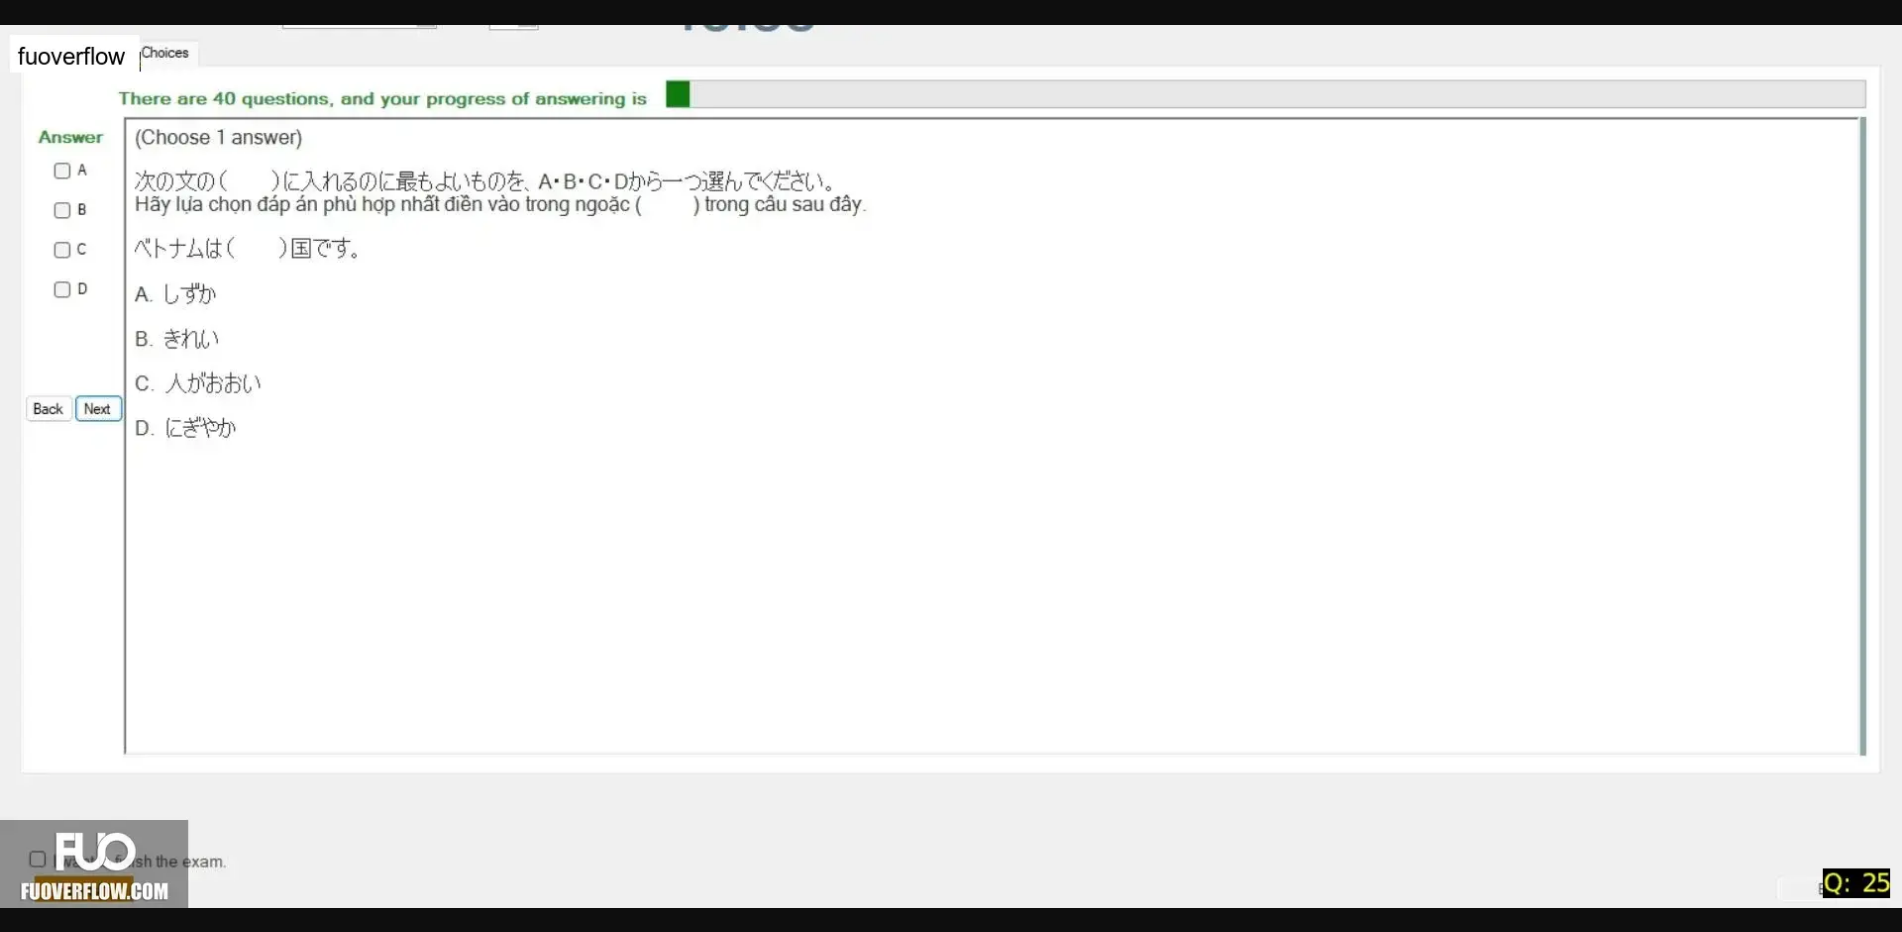 fuoverflow
Choices
There are 40 questions, and your progress of answering is
Answer
(Choose 1 answer)
A
次の文の(　　)に入れるのに最もよいものを、A・B・C・Dから一つ選んでください。
B
Hãy lựa chọn đáp án phù hợp nhất điền vào trong ngoặc (　　) trong câu sau đây.
C
ベトナムは(　　)国です。
D
A. しずか
B. きれい
C. 人がおおい
Back
Next
D. にぎやか
FUO
finish the exam.
FUOVERFLOW.COM
Q: 25